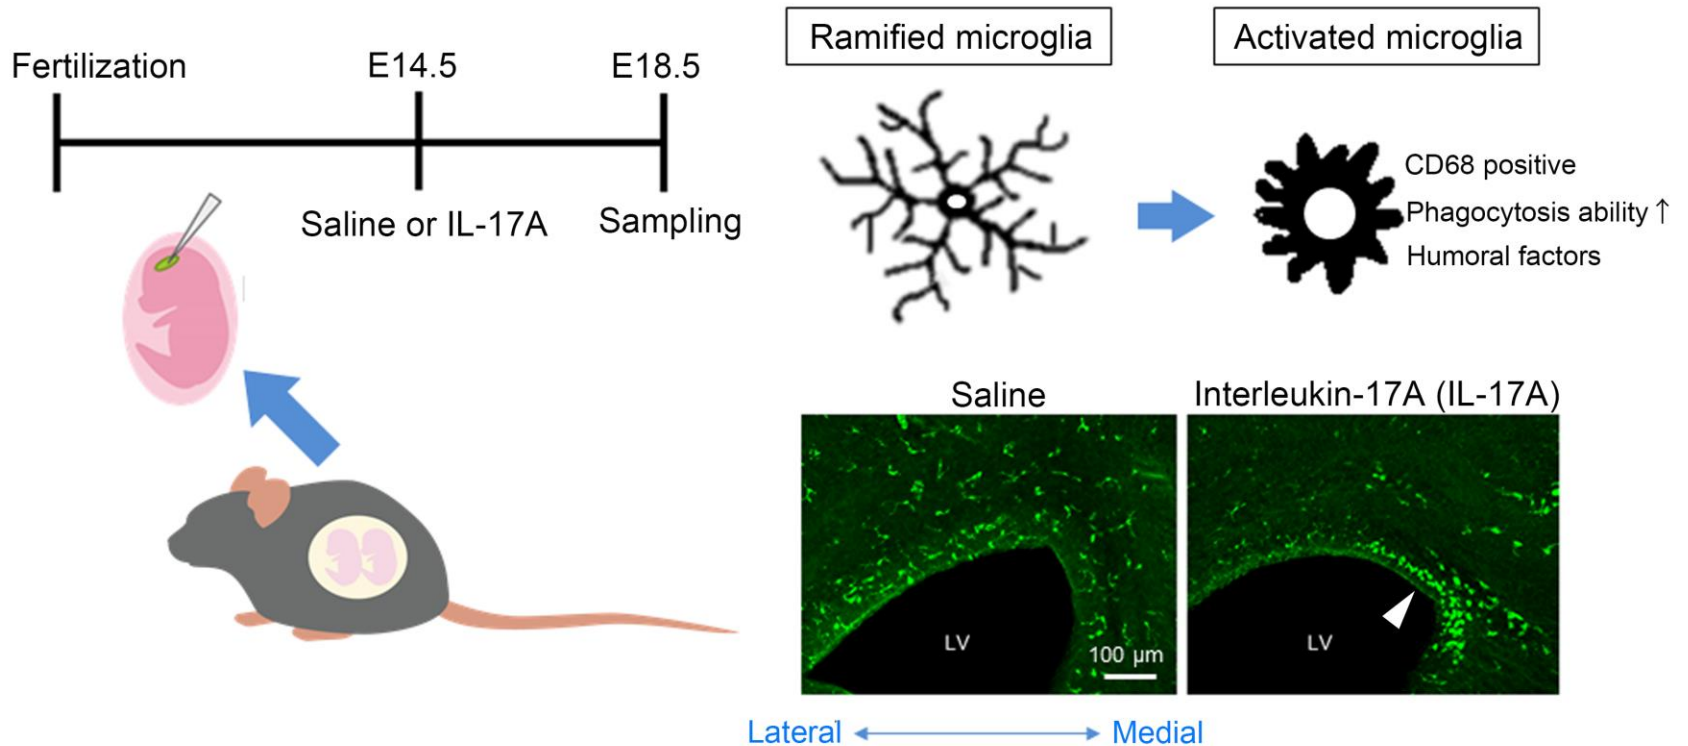 Fertilization
E14.5
E18.5
Saline or IL-17A
Sampling
Ramified microglia
Activated microglia
CD68 positive
Phagocytosis ability ↑
Humoral factors
Saline
Interleukin-17A (IL-17A)
LV
100 μm
LV
Lateral
Medial